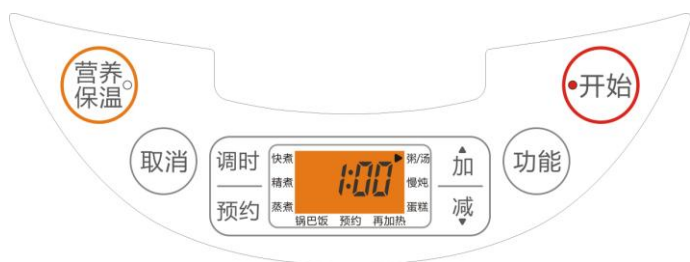 营养
保温
开始
取消
调时
预约
快煮
精煮
蒸煮
1:00
粥/汤
慢炖
蛋糕
锅巴饭 预约 再加热
加
减
功能